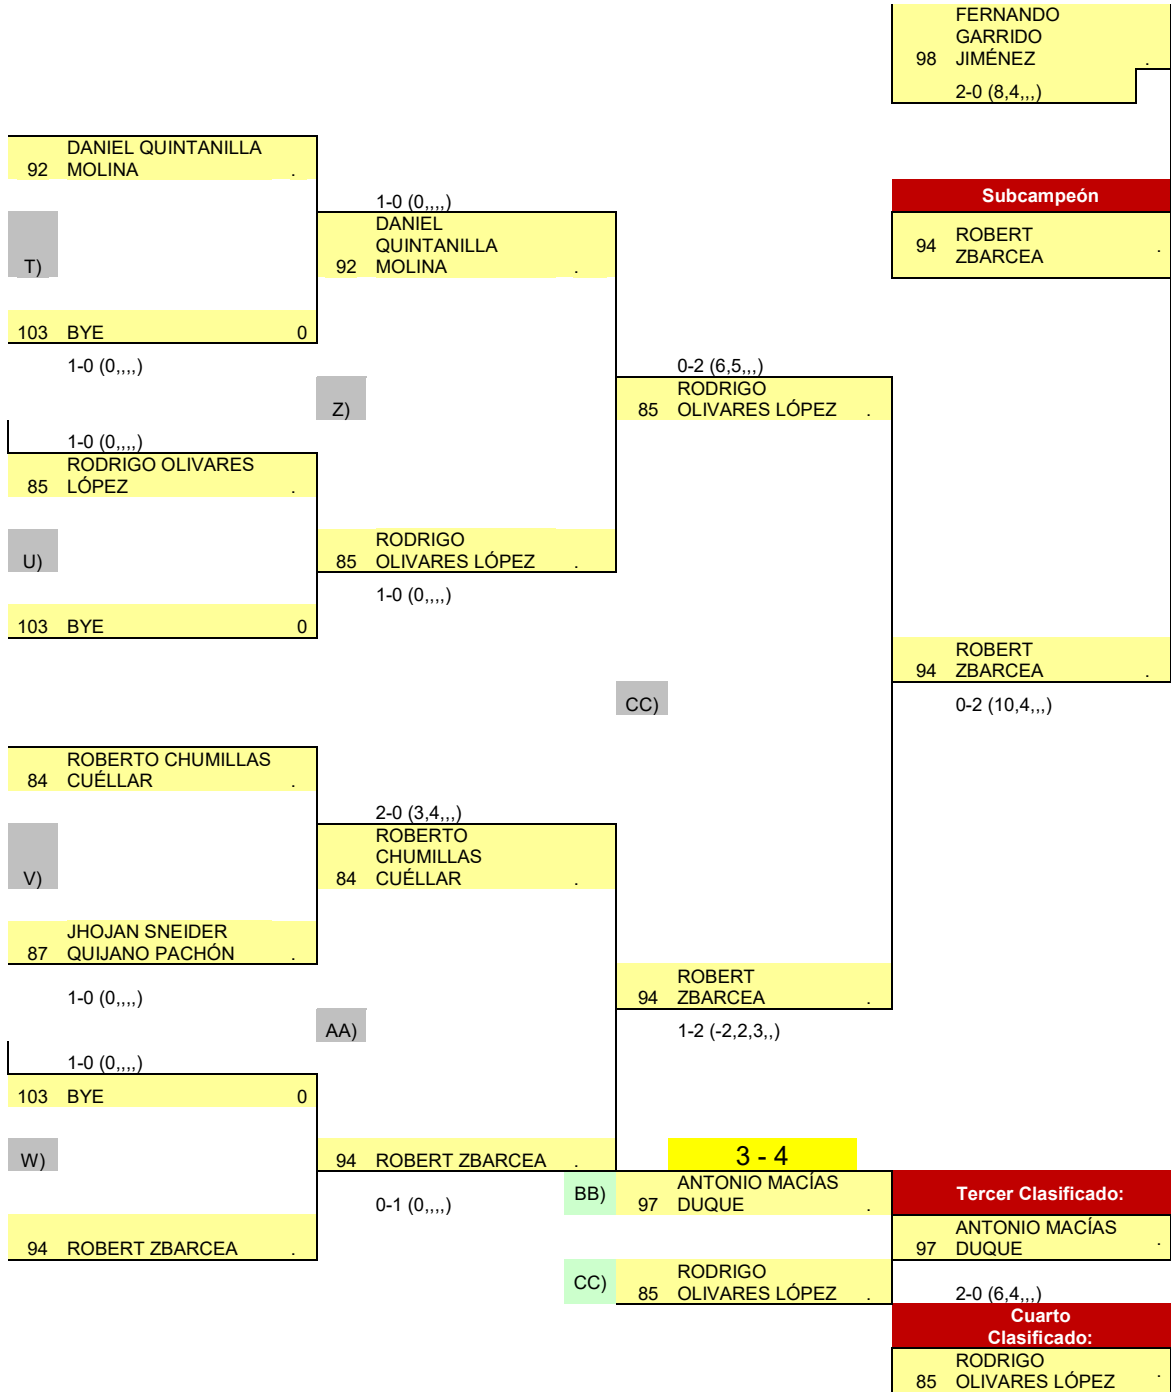 FERNANDO
GARRIDO
98 JIMÉNEZ .
2-0 (8,4,,,)
DANIEL QUINTANILLA
92 MOLINA .
1-0 (0,,,,)
Subcampeón
DANIEL
QUINTANILLA
92 MOLINA .
94 ROBERT
ZBARCEA .
T)
103 BYE 0
1-0 (0,,,,)
0-2 (6,5,,,)
Z)
RODRIGO
85 OLIVARES LÓPEZ .
1-0 (0,,,,)
RODRIGO OLIVARES
85 LÓPEZ .
U)
RODRIGO
85 OLIVARES LÓPEZ .
1-0 (0,,,,)
103 BYE 0
ROBERT
94 ZBARCEA .
CC)
0-2 (10,4,,,)
ROBERTO CHUMILLAS
84 CUÉLLAR .
2-0 (3,4,,,)
ROBERTO
CHUMILLAS
84 CUÉLLAR .
V)
JHOJAN SNEIDER
87 QUIJANO PACHÓN .
ROBERT
94 ZBARCEA .
1-0 (0,,,,)
AA)
1-2 (-2,2,3,,)
1-0 (0,,,,)
103 BYE 0
W)
94 ROBERT ZBARCEA .
3 - 4
0-1 (0,,,,)
BB)
ANTONIO MACÍAS
97 DUQUE .
Tercer Clasificado:
94 ROBERT ZBARCEA .
ANTONIO MACÍAS
97 DUQUE .
CC)
RODRIGO
85 OLIVARES LÓPEZ .
2-0 (6,4,,,)
Cuarto
Clasificado:
RODRIGO
85 OLIVARES LÓPEZ .